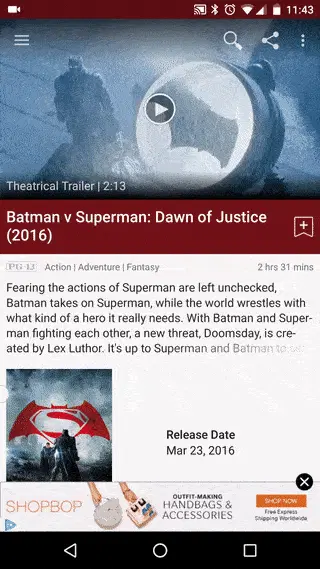 11:43
Theatrical Trailer | 2:13
Batman v Superman: Dawn of Justice
(2016)
PG-13 Action | Adventure | Fantasy 2 hrs 31 mins
Fearing the actions of Superman are left unchecked,
Batman takes on Superman, while the world wrestles with
what kind of a hero it really needs. With Batman and Super-
man fighting each other, a new threat, Doomsday, is cre-
ated by Lex Luthor. It's up to Superman and Batman to
Release Date
Mar 23, 2016
SHOPBOP
OUTFIT-MAKING
HANDBAGS &
ACCESSORIES
SHOP NOW
Free Express
Shipping Worldwide